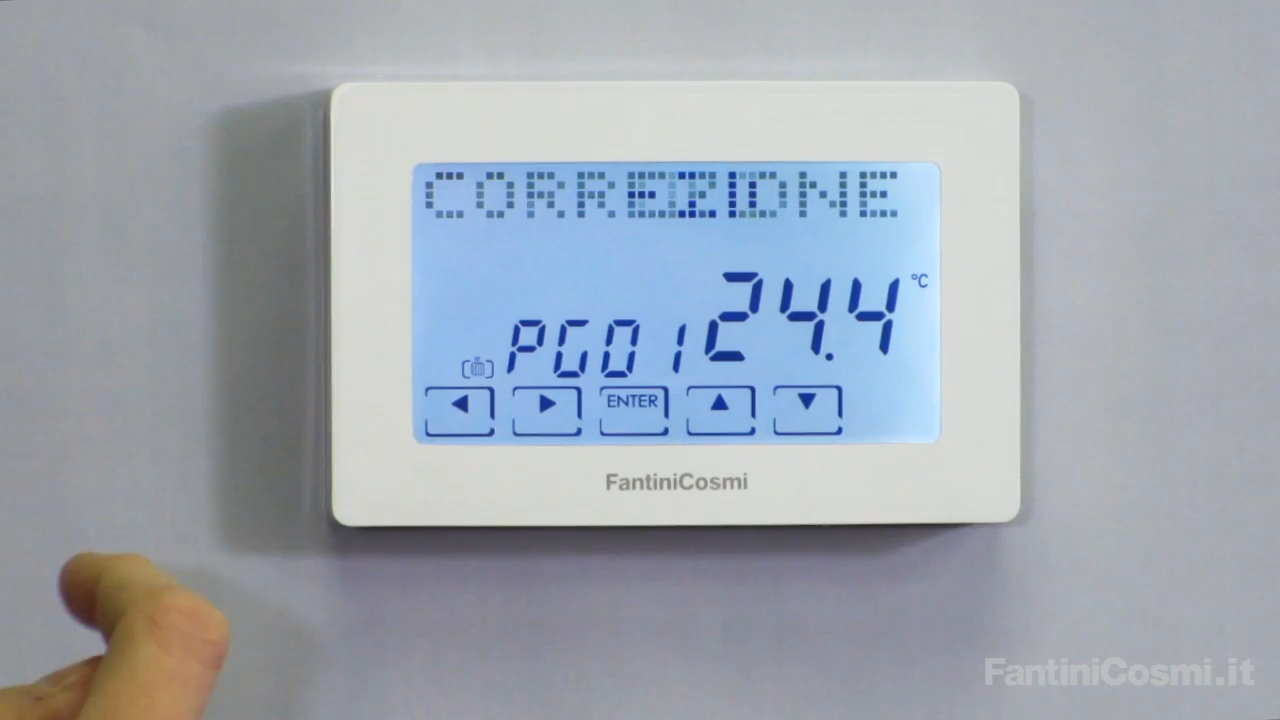 CORREZIONE
PG01 24.4 °C
ENTER
FantiniCosmi
FantiniCosmi.it